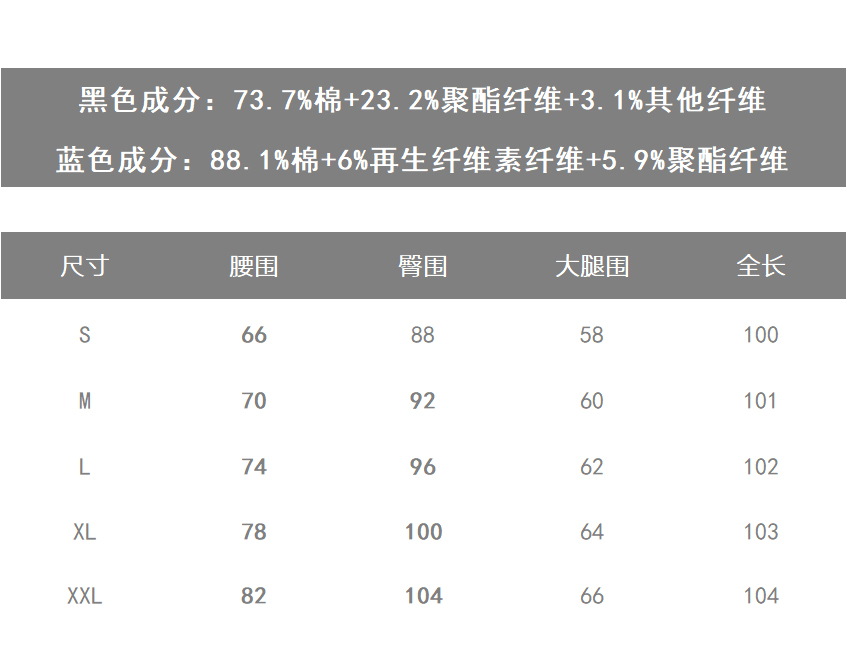 黑色成分：73.7%棉+23.2%聚酯纤维+3.1%其他纤维
蓝色成分：88.1%棉+6%再生纤维素纤维+5.9%聚酯纤维
尺寸 腰围 臀围 大腿围 全长
S 66 88 58 100
M 70 92 60 101
L 74 96 62 102
XL 78 100 64 103
XXL 82 104 66 104